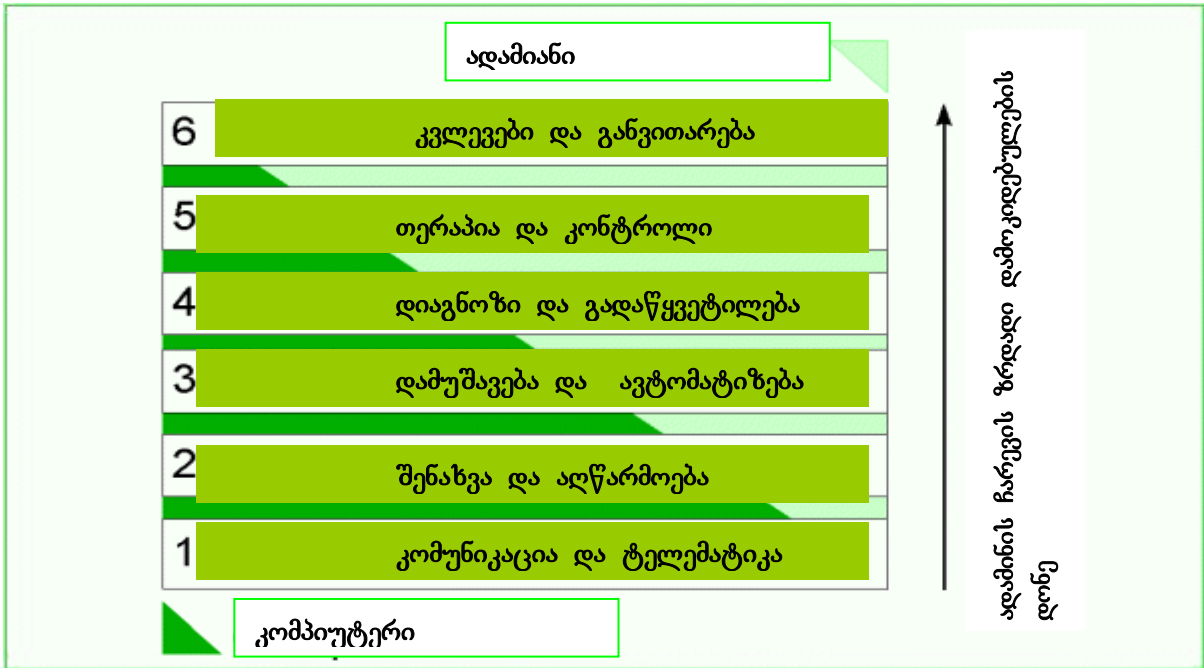 ადამიანი
6 კვლევები და განვითარება
5 თერაპია და კონტროლი
4 დიაგნოზი და გადაწყვეტილება
3 დამუშავება და ავტომატიზება
2 შენახვა და აღწარმოება
1 კომუნიკაცია და ტელემატიკა
კომპიუტერი
ადამინის ჩარევის ზრდადი დამოკიდებულების
დონე